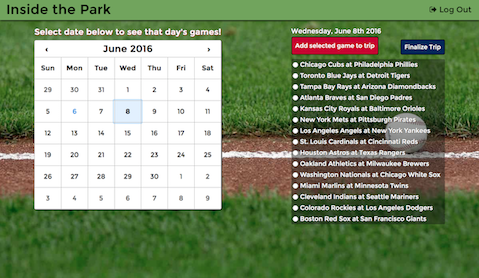 Inside the Park
Log Out
Select date below to see that day's games!
‹ June 2016 ›
Sun Mon Tue Wed Thu Fri Sat
29 30 31 1 2 3 4
5 6 7 8 9 10 11
12 13 14 15 16 17 18
19 20 21 22 23 24 25
26 27 28 29 30 1 2
3 4 5 6 7 8 9
Wednesday, June 8th 2016
Add selected game to trip
Finalize Trip
Chicago Cubs at Philadelphia Phillies
Toronto Blue Jays at Detroit Tigers
Tampa Bay Rays at Arizona Diamondbacks
Atlanta Braves at San Diego Padres
Kansas City Royals at Baltimore Orioles
New York Mets at Pittsburgh Pirates
Los Angeles Angels at New York Yankees
St. Louis Cardinals at Cincinnati Reds
Houston Astros at Texas Rangers
Oakland Athletics at Milwaukee Brewers
Washington Nationals at Chicago White Sox
Miami Marlins at Minnesota Twins
Cleveland Indians at Seattle Mariners
Colorado Rockies at Los Angeles Dodgers
Boston Red Sox at San Francisco Giants